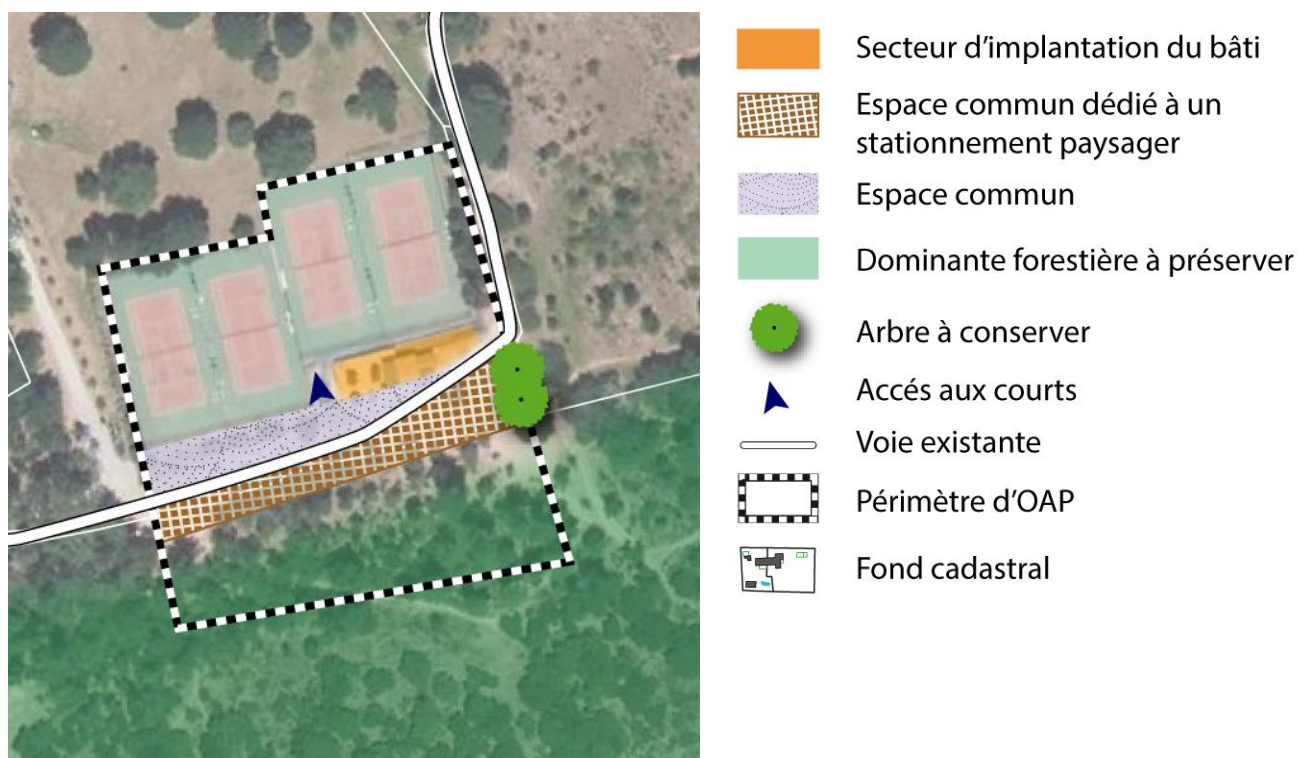 Secteur d'implantation du bâti
Espace commun dédié à un
stationnement paysager
Espace commun
Dominante forestière à préserver
Arbre à conserver
Accés aux courts
Voie existante
Périmètre d'OAP
Fond cadastral